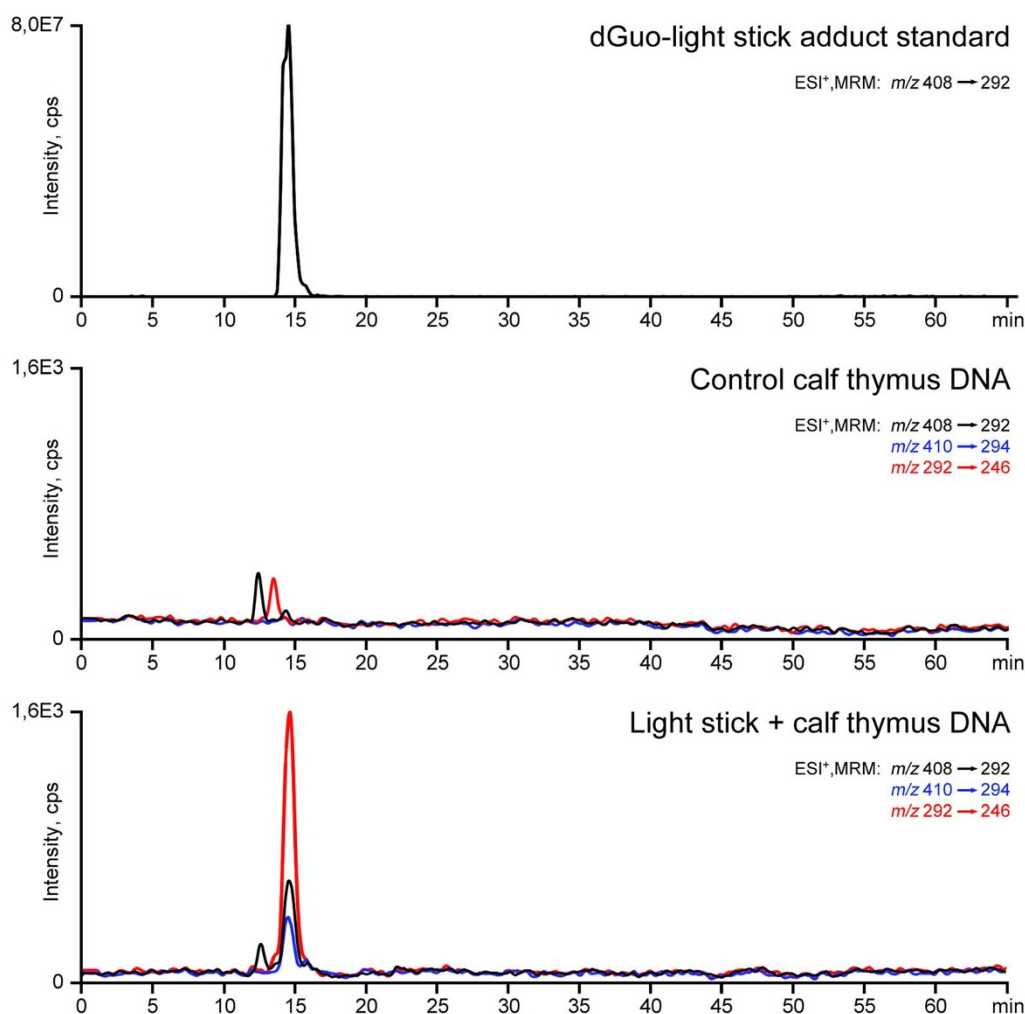 8,0E7
dGuo-light stick adduct standard
ESI⁺,MRM: m/z 408 → 292
Intensity, cps
0
0 5 10 15 20 25 30 35 40 45 50 55 60 min
1,6E3
Control calf thymus DNA
ESI⁺,MRM: m/z 408 → 292
m/z 410 → 294
m/z 292 → 246
Intensity, cps
0
0 5 10 15 20 25 30 35 40 45 50 55 60 min
1,6E3
Light stick + calf thymus DNA
ESI⁺,MRM: m/z 408 → 292
m/z 410 → 294
m/z 292 → 246
Intensity, cps
0
0 5 10 15 20 25 30 35 40 45 50 55 60 min